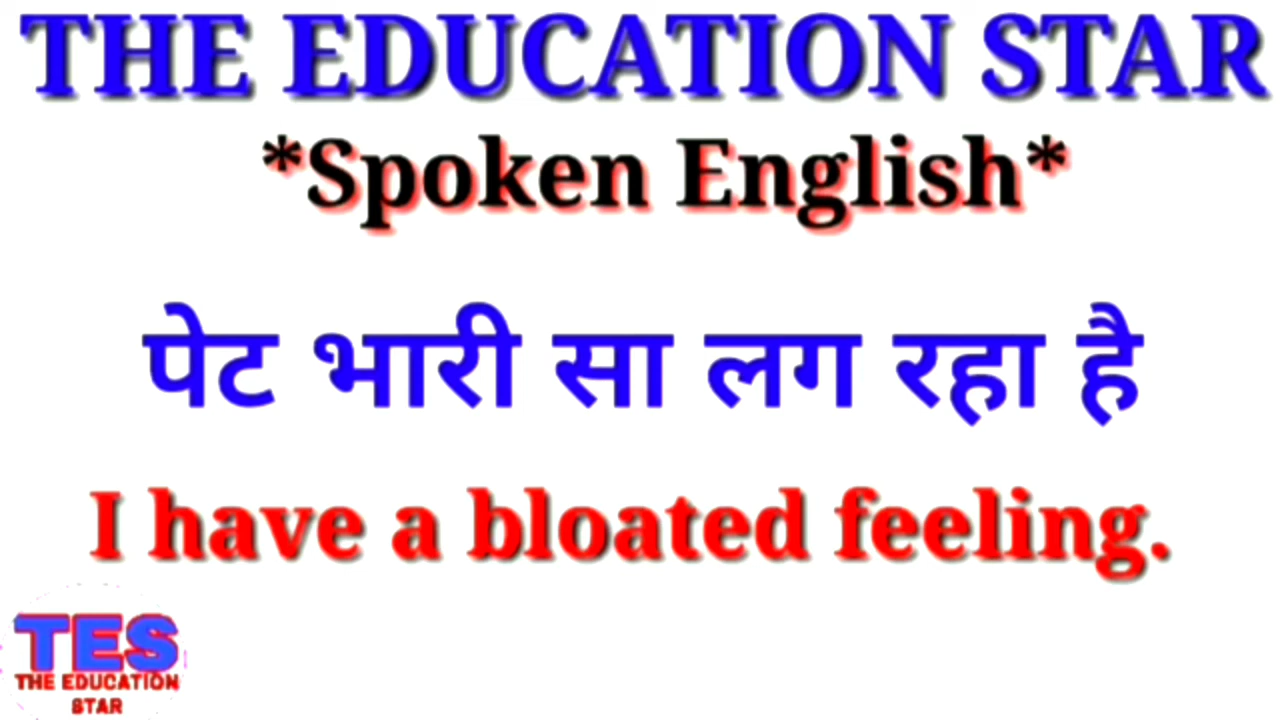 THE EDUCATION STAR
*Spoken English*
पेट भारी सा लग रहा है
I have a bloated feeling.
TES
THE EDUCATION
STAR